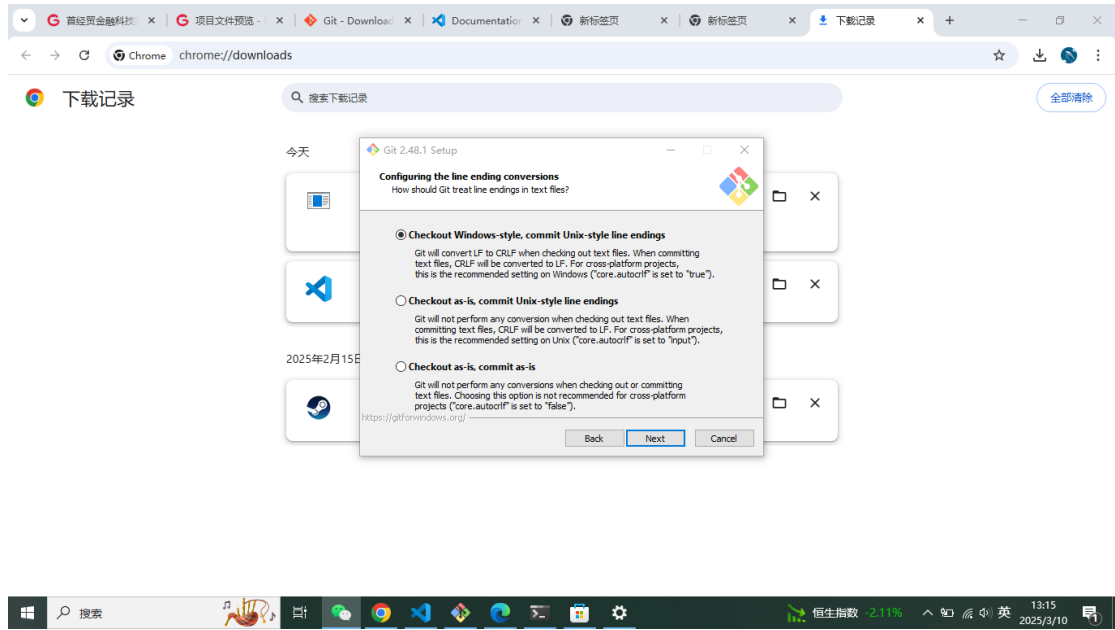 首经贸金融科技
项目文件预览 -
Git - Download
Documentation
新标签页
新标签页
下载记录
Chrome
chrome://downloads
下载记录
搜索下载记录
全部清除
今天
Git 2.48.1 Setup
Configuring the line ending conversions
How should Git treat line endings in text files?
Checkout Windows-style, commit Unix-style line endings
Git will convert LF to CRLF when checking out text files. When committing
text files, CRLF will be converted to LF. For cross-platform projects,
this is the recommended setting on Windows ("core.autocrlf" is set to "true").
Checkout as-is, commit Unix-style line endings
Git will not perform any conversion when checking out text files. When
committing text files, CRLF will be converted to LF. For cross-platform projects,
this is the recommended setting on Unix ("core.autocrlf" is set to "input").
2025年2月15日
Checkout as-is, commit as-is
Git will not perform any conversions when checking out or committing
text files. Choosing this option is not recommended for cross-platform
projects ("core.autocrlf" is set to "false").
https://gitforwindows.org/
Back
Next
Cancel
搜索
恒生指数 -2.11%
英
13:15
2025/3/10
1